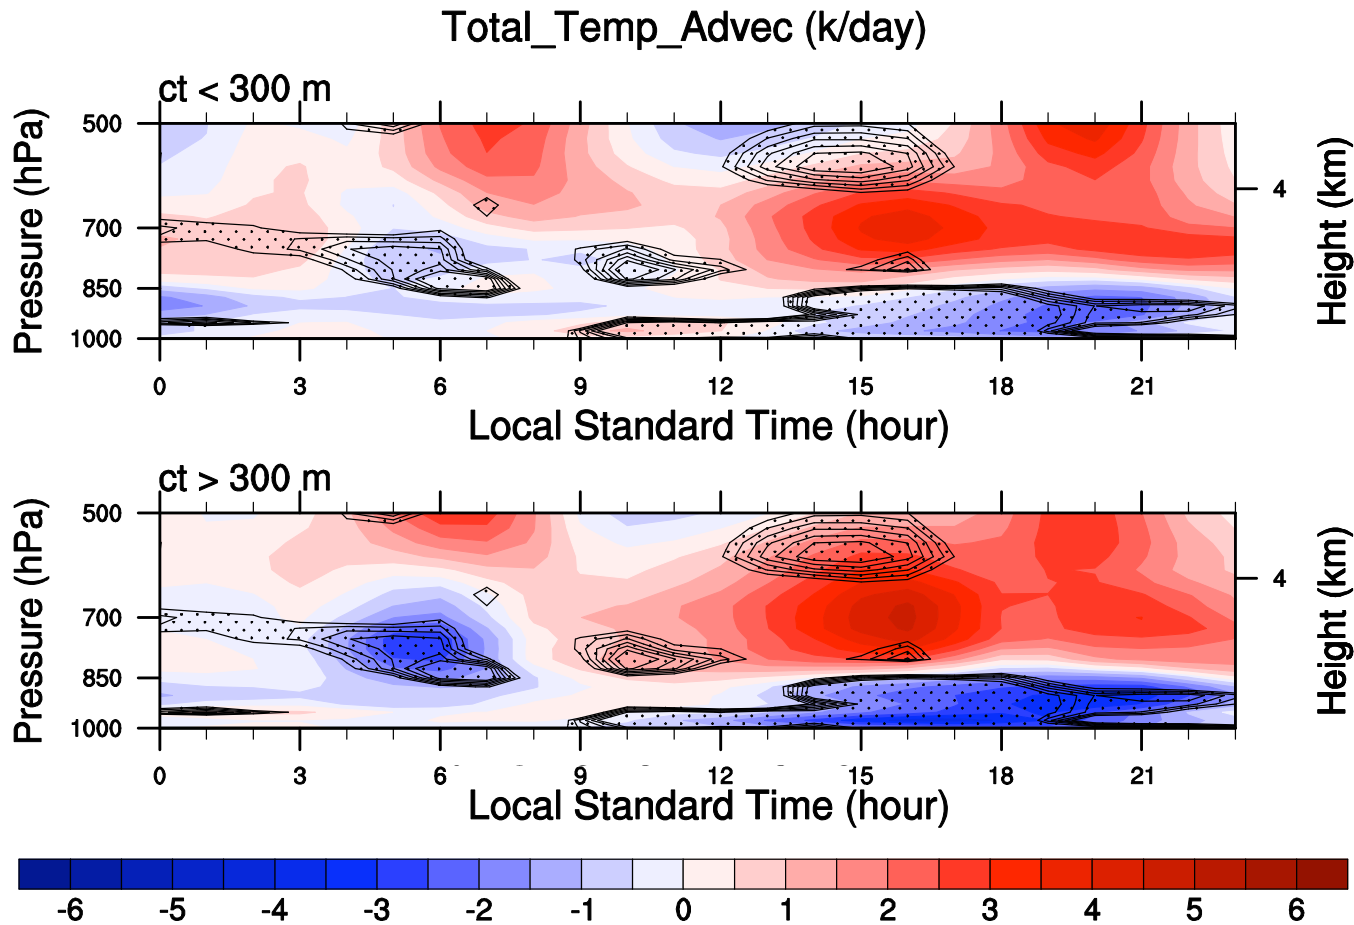 Total_Temp_Advec (k/day)
ct < 300 m
Pressure (hPa)
500
700
850
1000
4
Height (km)
0 3 6 9 12 15 18 21
Local Standard Time (hour)
ct > 300 m
Pressure (hPa)
500
700
850
1000
4
Height (km)
0 3 6 9 12 15 18 21
Local Standard Time (hour)
-6 -5 -4 -3 -2 -1 0 1 2 3 4 5 6